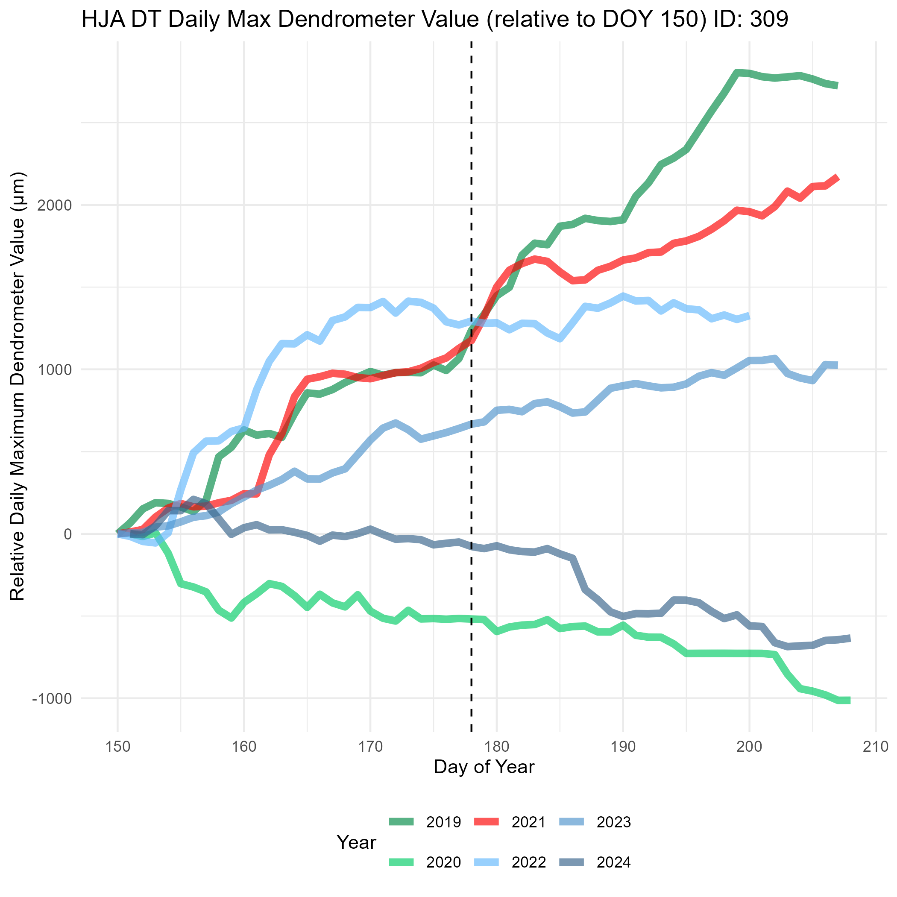 HJA DT Daily Max Dendrometer Value (relative to DOY 150) ID: 309
Relative Daily Maximum Dendrometer Value (μm)
2000
1000
0
-1000
150 160 170 180 190 200 210
Day of Year
Year
2019 2021 2023
2020 2022 2024